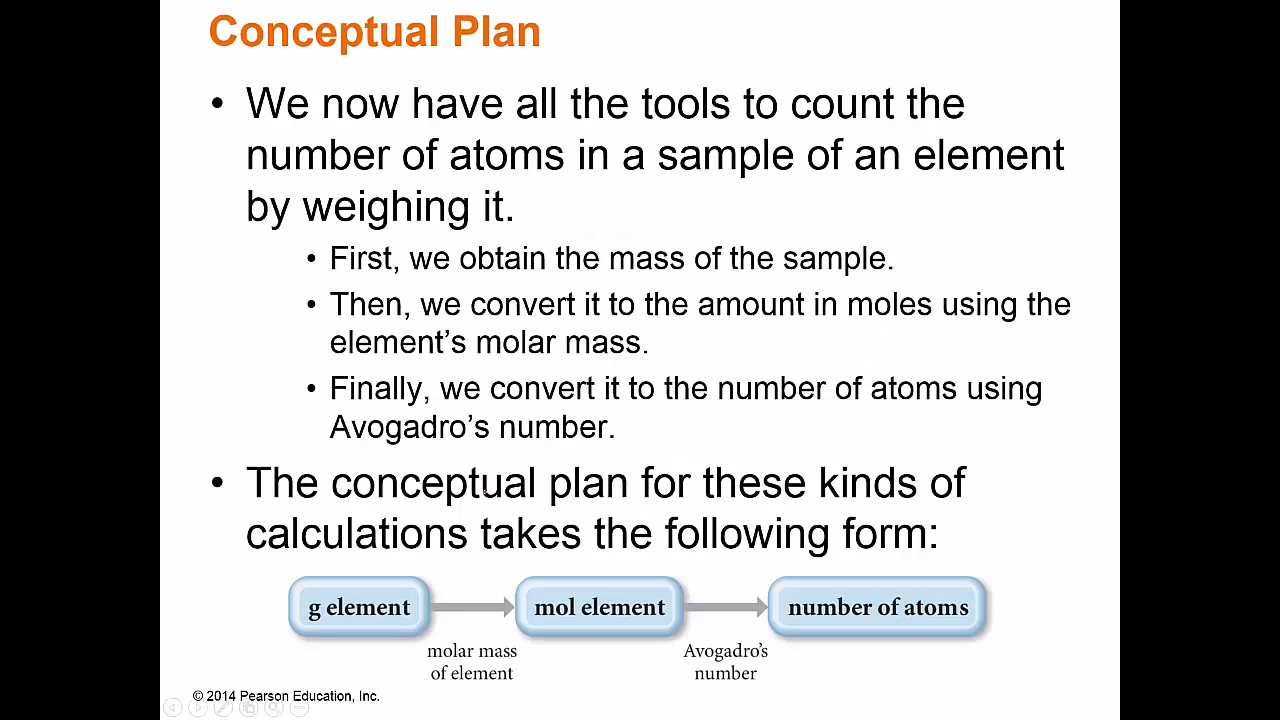 Conceptual Plan
• We now have all the tools to count the
number of atoms in a sample of an element
by weighing it.
• First, we obtain the mass of the sample.
• Then, we convert it to the amount in moles using the
element’s molar mass.
• Finally, we convert it to the number of atoms using
Avogadro’s number.
• The conceptual plan for these kinds of
calculations takes the following form:
g element
mol element
number of atoms
molar mass
of element
Avogadro’s
number
© 2014 Pearson Education, Inc.